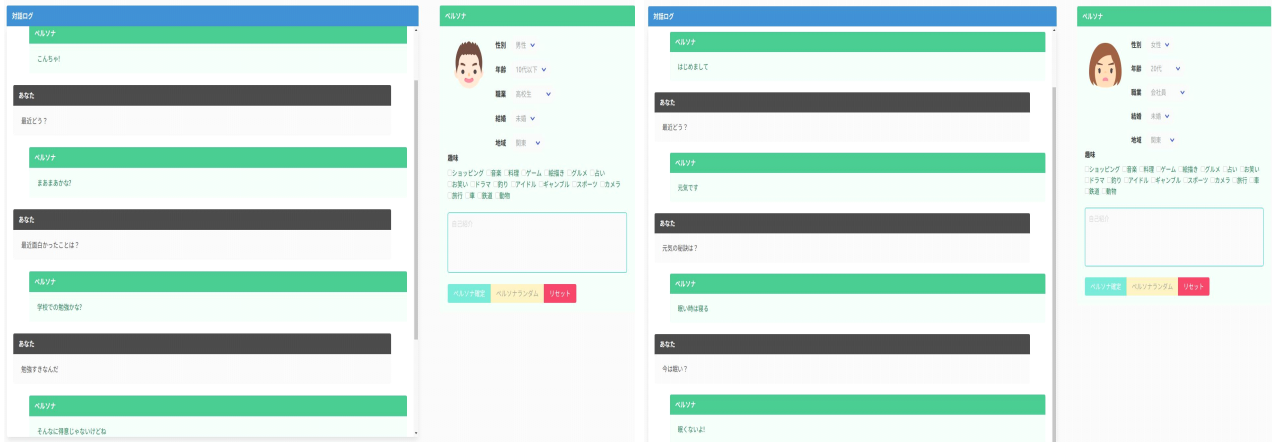 対話ログ
ペルソナ
こんちゃ!
あなた
最近どう？
ペルソナ
まあまあかな?
あなた
最近面白かったことは？
ペルソナ
学校での勉強かな?
あなた
勉強すきなんだ
ペルソナ
そんなに得意じゃないけどね
ペルソナ
性別 男性
年齢 10代以下
職業 高校生
結婚 未婚
地域 関東
趣味
ショッピング 音楽 料理 ゲーム 絵描き グルメ 占い
お笑い ドラマ 釣り アイドル ギャンブル スポーツ カメラ
旅行 車 鉄道 動物
自己紹介
ペルソナ確定 ペルソナランダム リセット
対話ログ
ペルソナ
はじめまして
あなた
最近どう？
ペルソナ
元気です
あなた
元気の秘訣は？
ペルソナ
眠い時は寝る
あなた
今は眠い？
ペルソナ
眠くないよ!
ペルソナ
性別 女性
年齢 20代
職業 会社員
結婚 未婚
地域 関東
趣味
ショッピング 音楽 料理 ゲーム 絵描き グルメ 占い お笑い
ドラマ 釣り アイドル ギャンブル スポーツ カメラ 旅行 車
鉄道 動物
自己紹介
ペルソナ確定 ペルソナランダム リセット